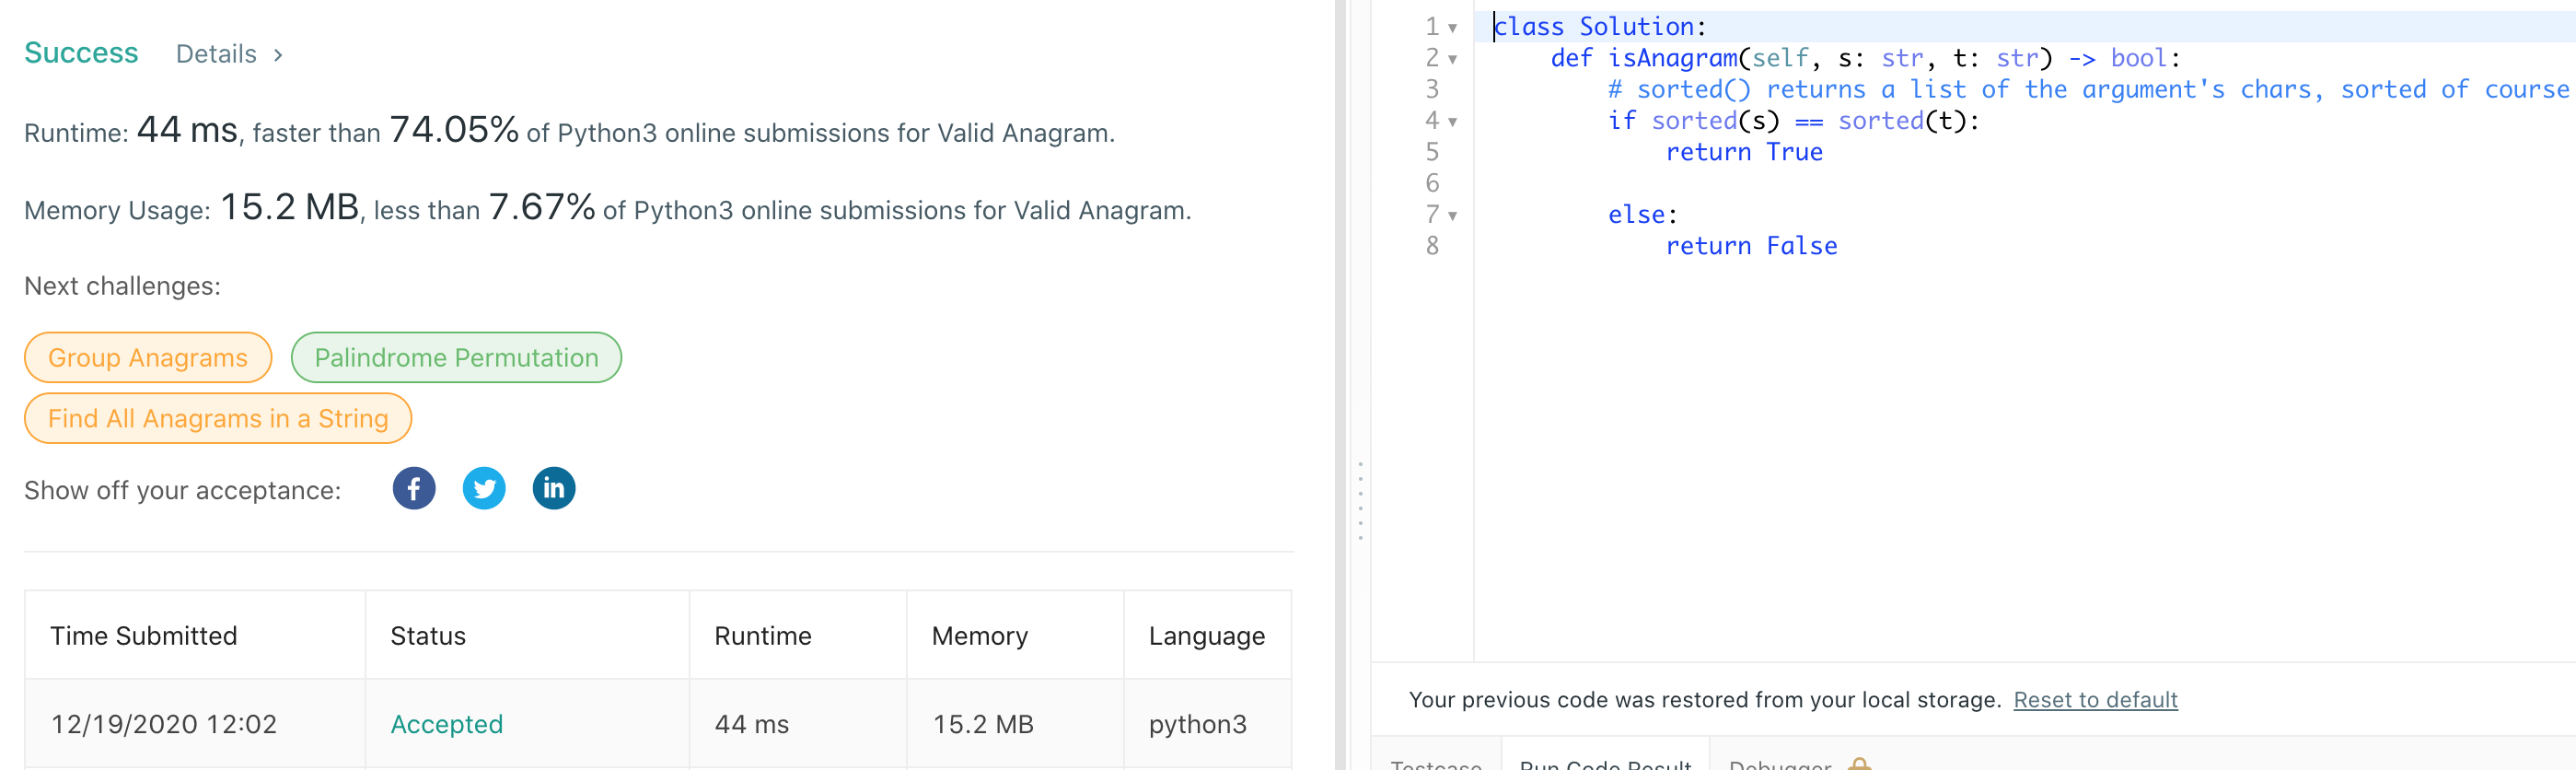 Success Details >
Runtime: 44 ms, faster than 74.05% of Python3 online submissions for Valid Anagram.
Memory Usage: 15.2 MB, less than 7.67% of Python3 online submissions for Valid Anagram.
Next challenges:
Group Anagrams Palindrome Permutation
Find All Anagrams in a String
Show off your acceptance: f in
Time Submitted Status Runtime Memory Language
12/19/2020 12:02 Accepted 44 ms 15.2 MB python3
1 class Solution:
2 def isAnagram(self, s: str, t: str) -> bool:
3 # sorted() returns a list of the argument's chars, sorted of course
4 if sorted(s) == sorted(t):
5 return True
6
7 else:
8 return False
Your previous code was restored from your local storage. Reset to default
Testcase Run Code Result Debugger